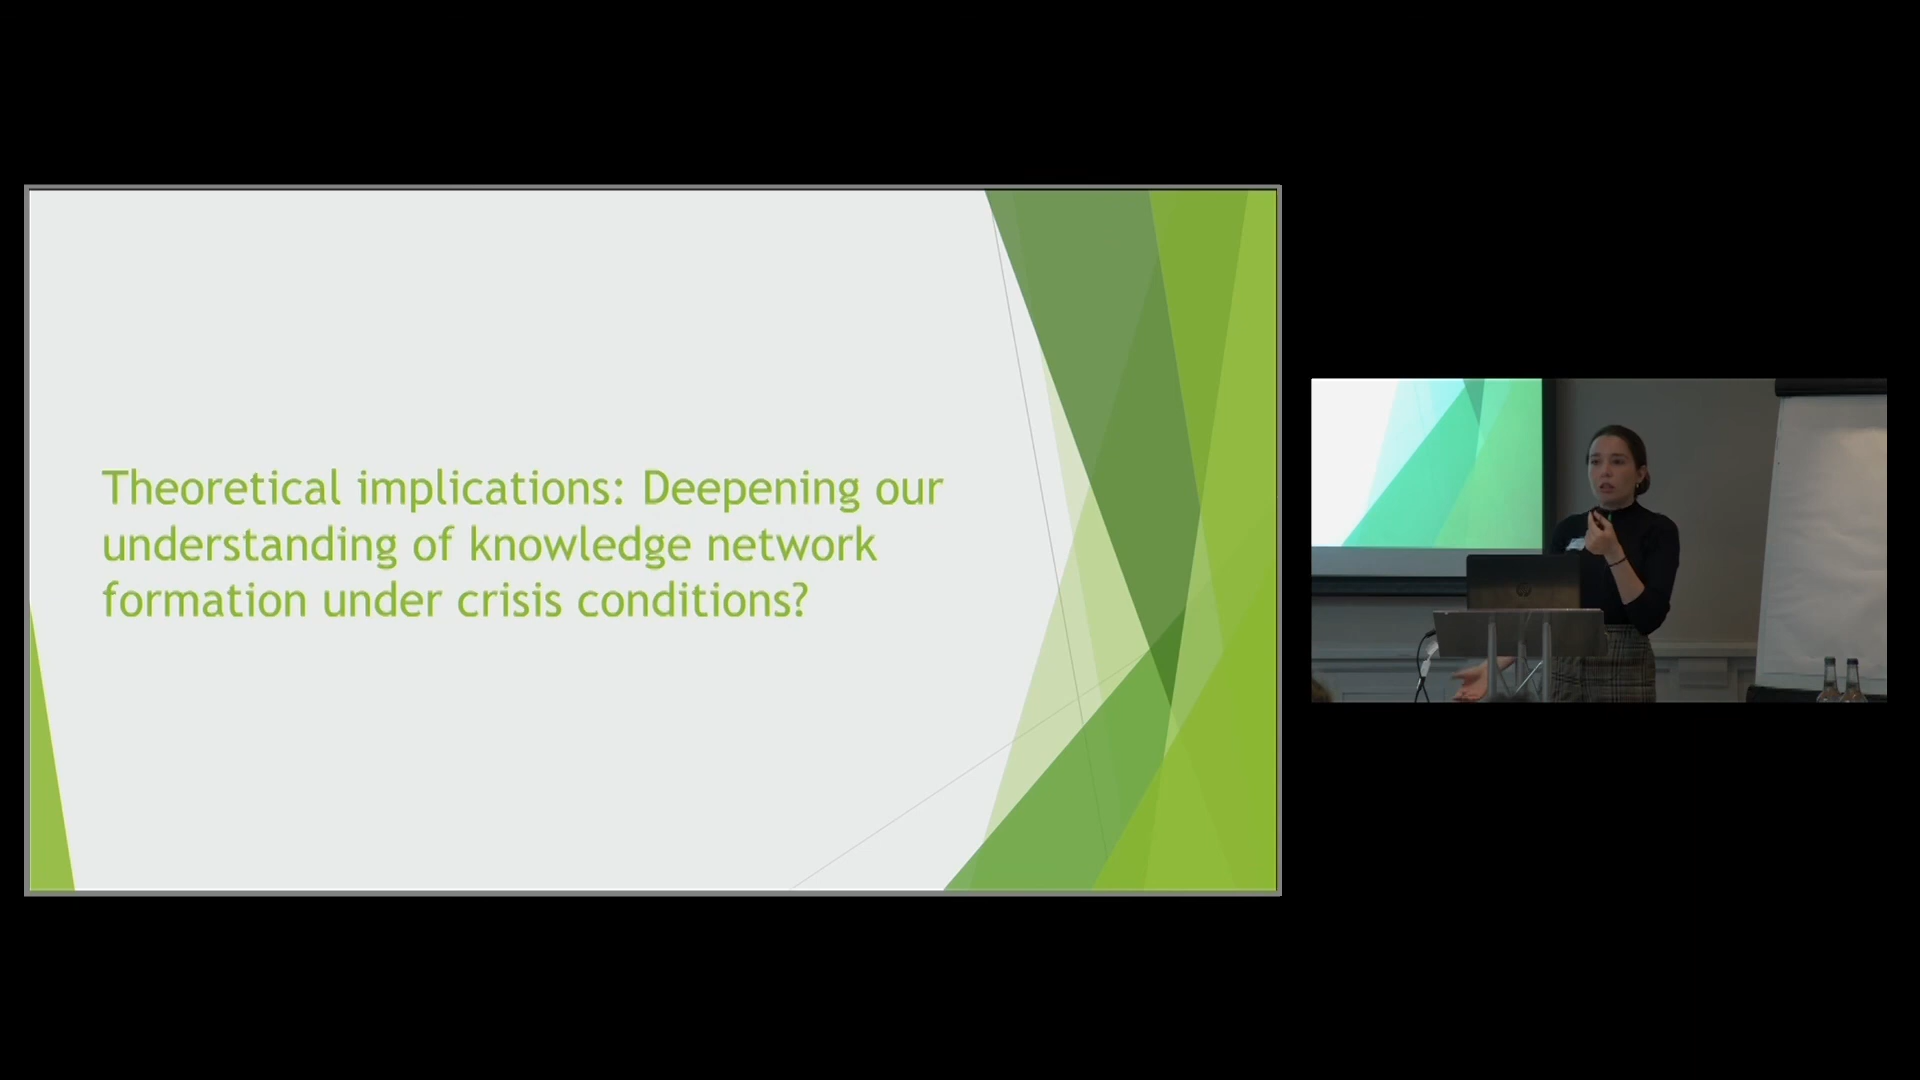 Theoretical implications: Deepening our
understanding of knowledge network
formation under crisis conditions?